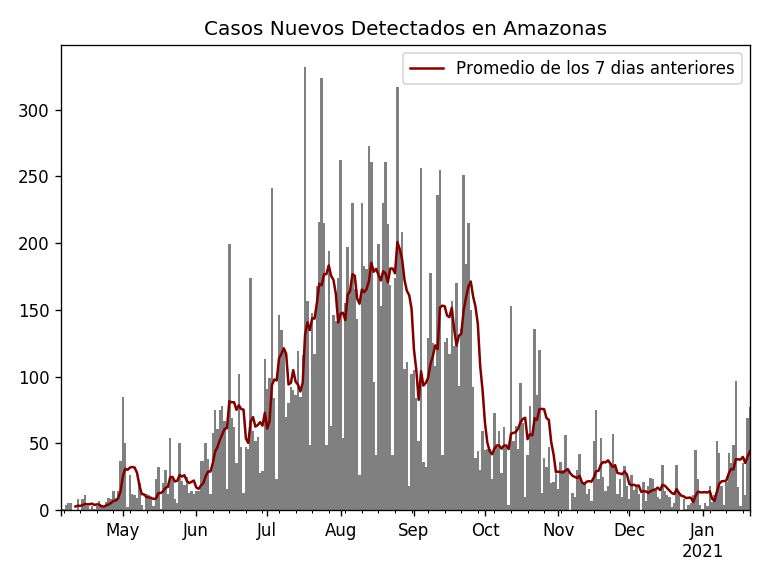 Casos Nuevos Detectados en Amazonas
Promedio de los 7 dias anteriores
300
250
200
150
100
50
0
May Jun Jul Aug Sep Oct Nov Dec Jan
2021